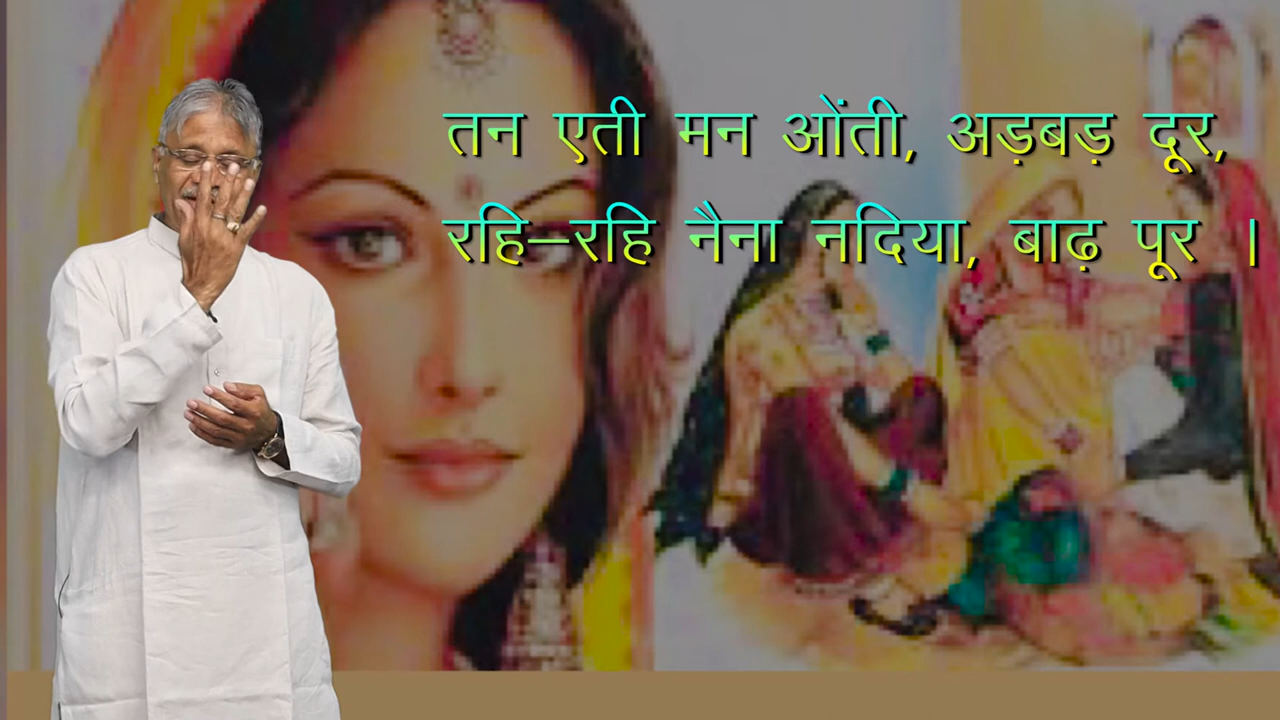 तन एती मन ओंती, अड़बड़ दूर,
रहि–रहि नैना नदिया, बाढ़ पूर ।